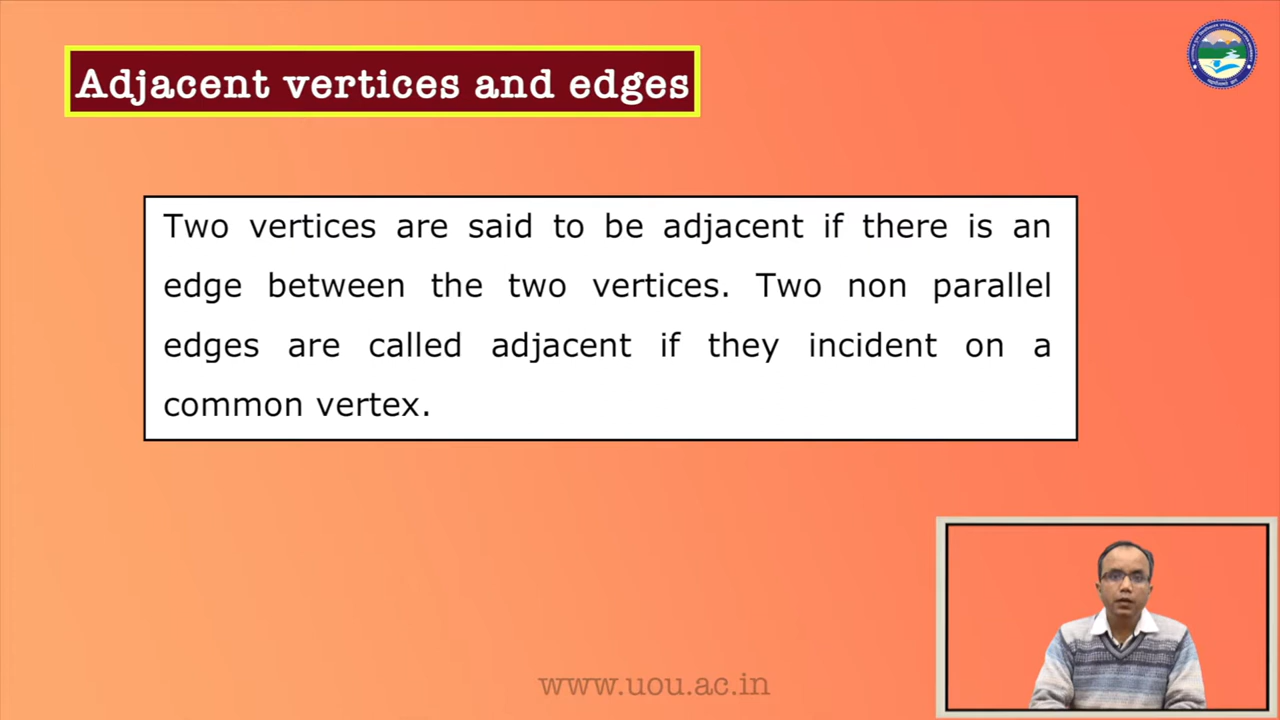 Adjacent vertices and edges
Two vertices are said to be adjacent if there is an
edge between the two vertices. Two non parallel
edges are called adjacent if they incident on a
common vertex.
www.uou.ac.in